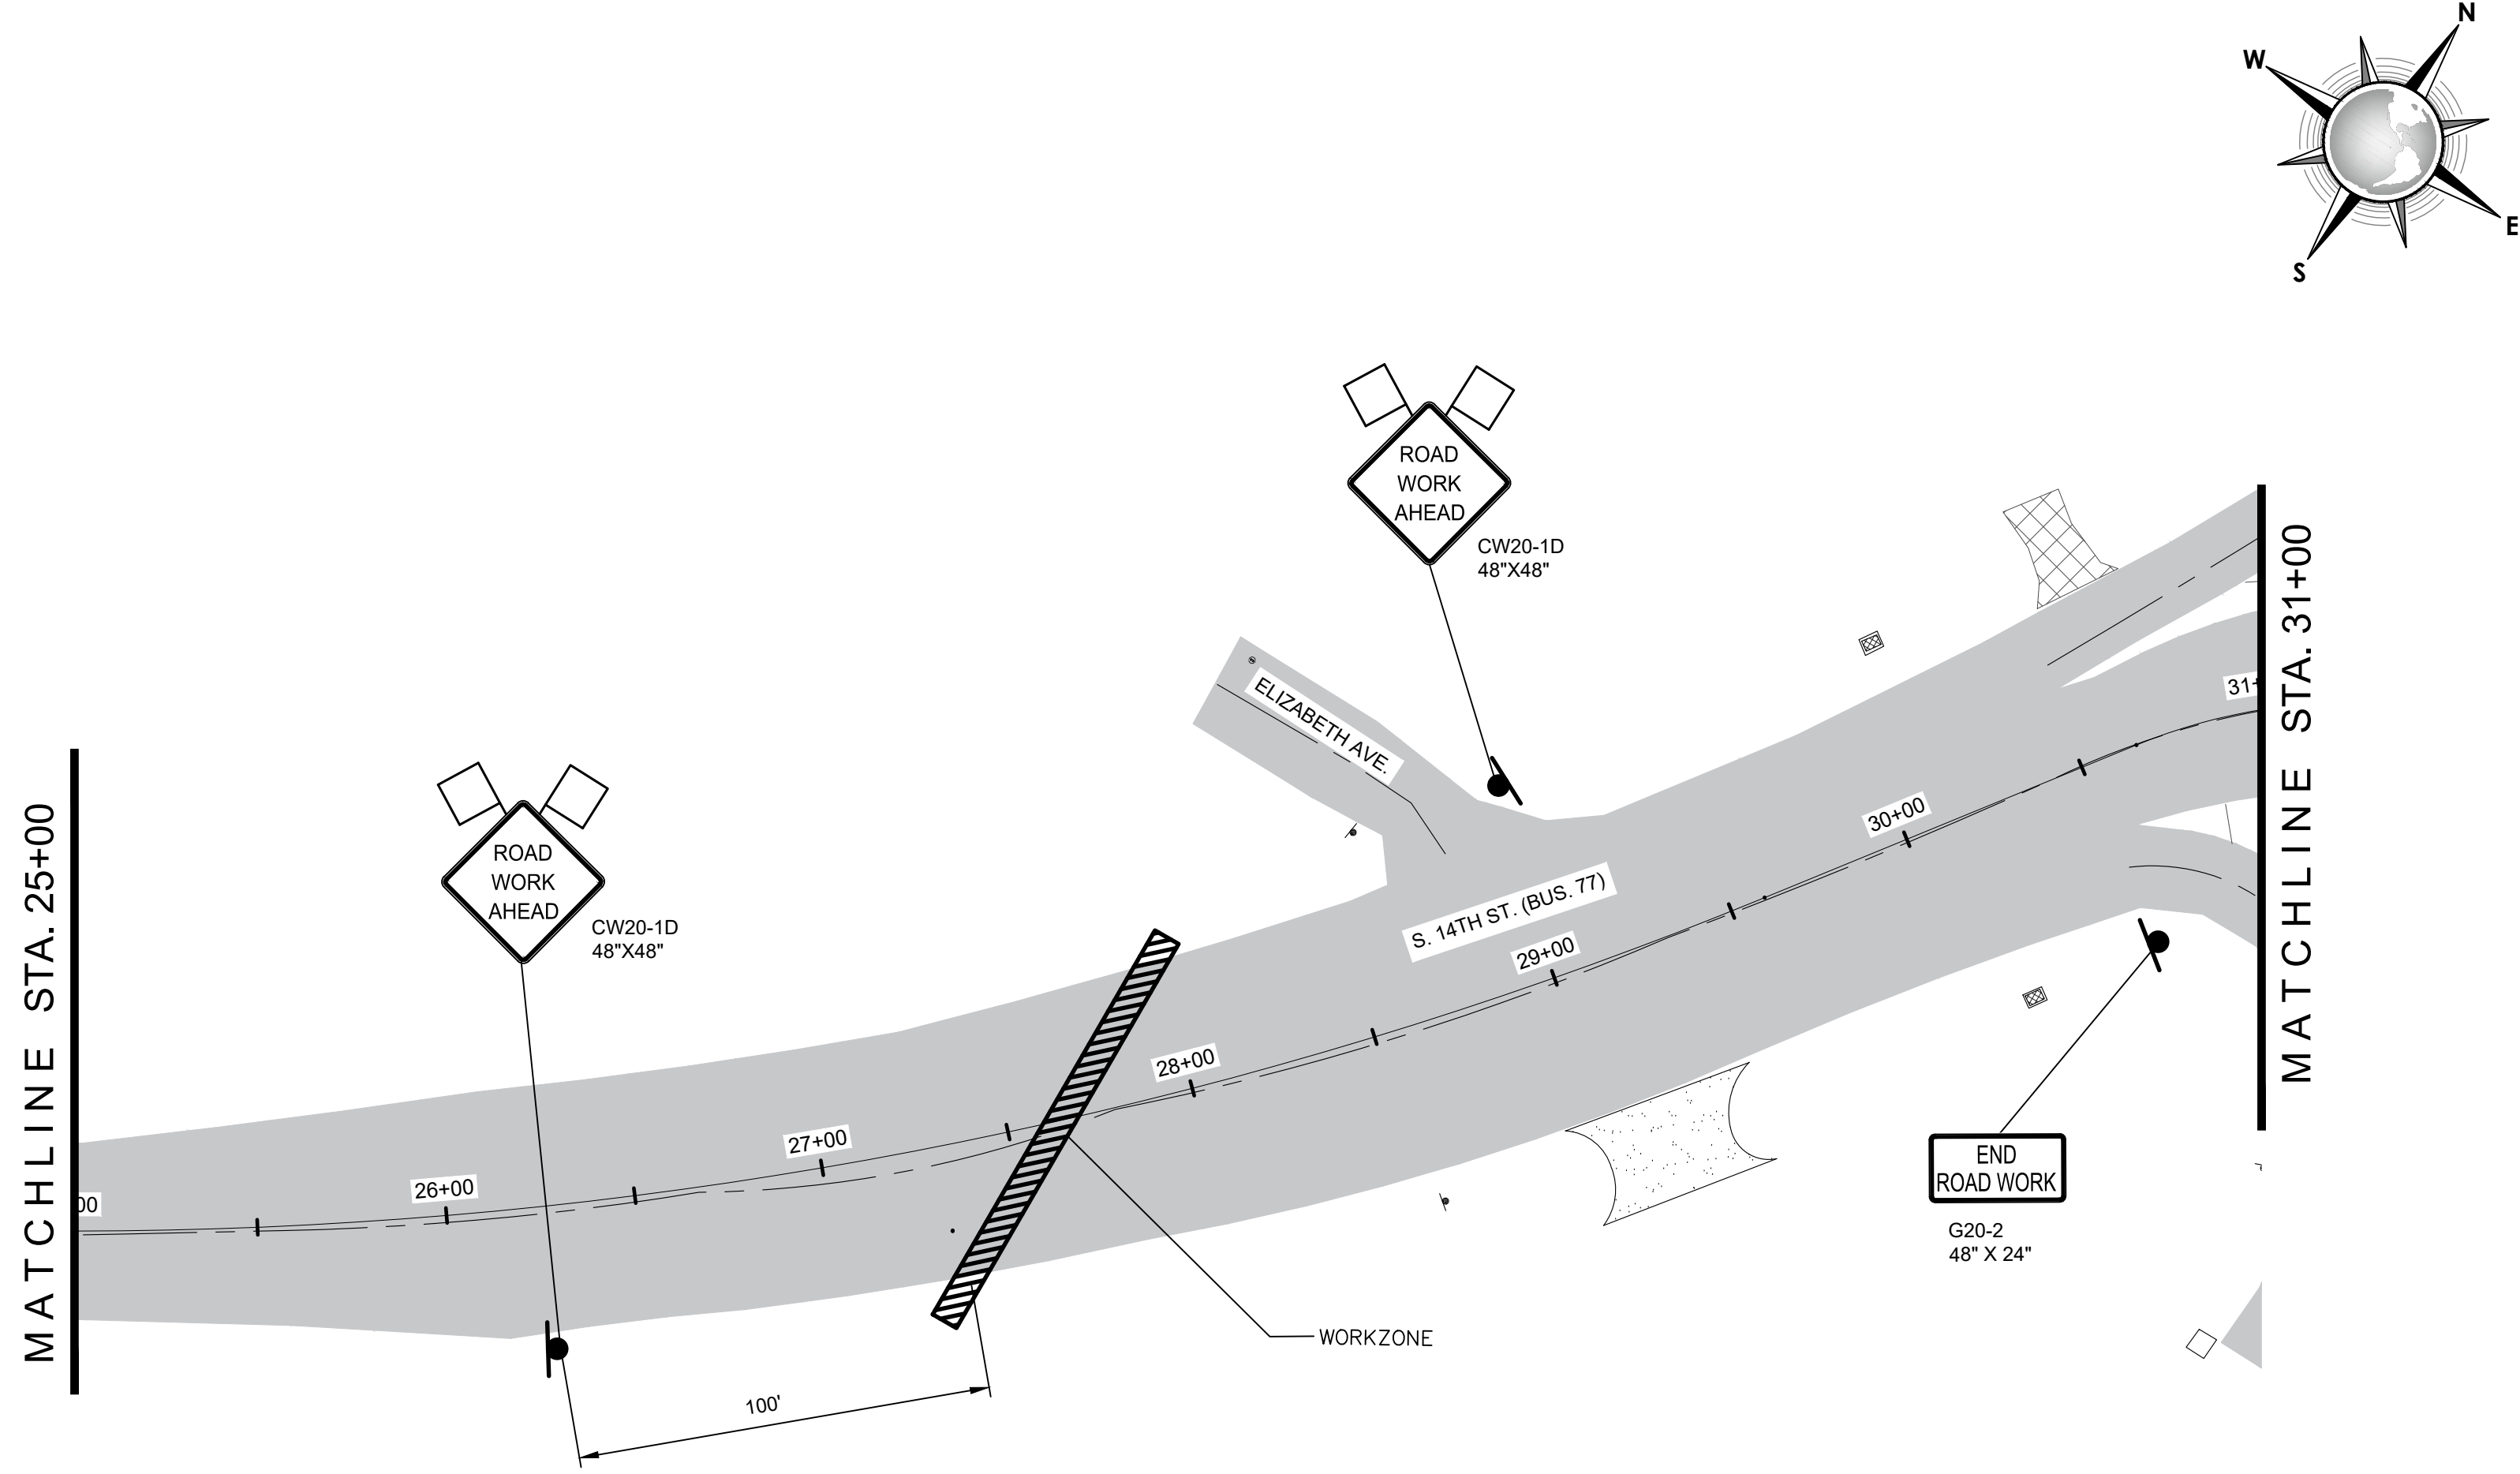 N
W
E
S
ROAD
WORK
AHEAD
CW20-1D
48"X48"
MATCHLINE STA. 31+00
ELIZABETH AVE.
31+
ROAD
WORK
AHEAD
CW20-1D
48"X48"
MATCHLINE STA. 25+00
30+00
S. 14TH ST. (BUS. 77)
29+00
28+00
27+00
26+00
00
END
ROAD WORK
G20-2
48" X 24"
WORKZONE
100'